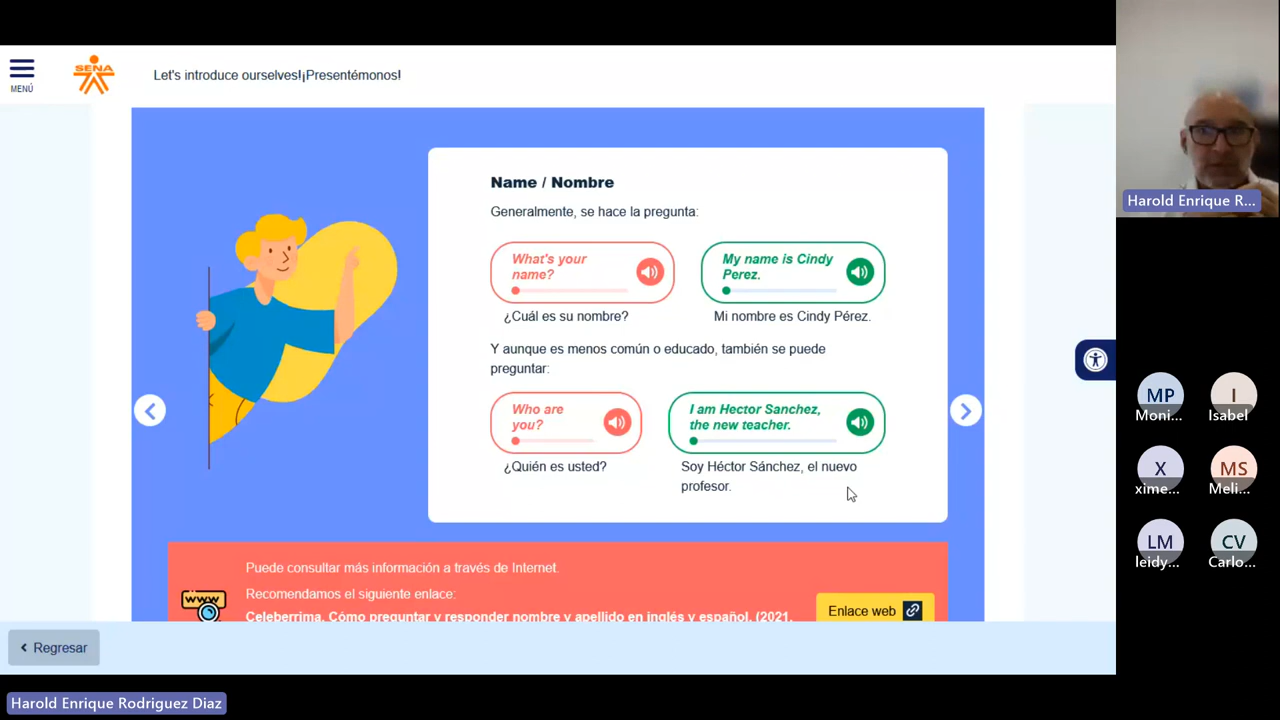 MENÚ
SENA
Let's introduce ourselves!¡Presentémonos!
Name / Nombre
Generalmente, se hace la pregunta:
What's your
name?
My name is Cindy
Perez.
¿Cuál es su nombre?
Mi nombre es Cindy Pérez.
Y aunque es menos común o educado, también se puede
preguntar:
Who are
you?
I am Hector Sanchez,
the new teacher.
¿Quién es usted?
Soy Héctor Sánchez, el nuevo
profesor.
Puede consultar más información a través de Internet.
Recomendamos el siguiente enlace:
www
Celeberrima. Cómo preguntar y responder nombre y apellido en inglés y español. (2021,
Enlace web
Regresar
Harold Enrique Rodriguez Diaz
Harold Enrique R...
MP
Moni...
I
Isabel
X
xime...
MS
Meli...
LM
leidy...
CV
Carlo...